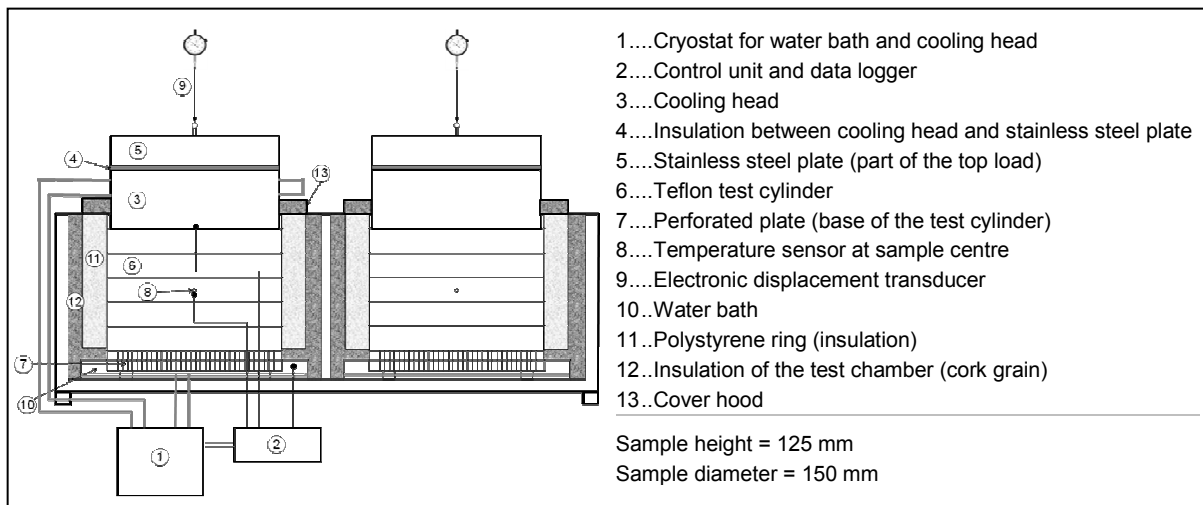 9
5
4
13
3
11
6
8
12
7
10
1
2
1....Cryostat for water bath and cooling head
2....Control unit and data logger
3....Cooling head
4....Insulation between cooling head and stainless steel plate
5....Stainless steel plate (part of the top load)
6....Teflon test cylinder
7....Perforated plate (base of the test cylinder)
8....Temperature sensor at sample centre
9....Electronic displacement transducer
10...Water bath
11...Polystyrene ring (insulation)
12..Insulation of the test chamber (cork grain)
13..Cover hood
Sample height = 125 mm
Sample diameter = 150 mm